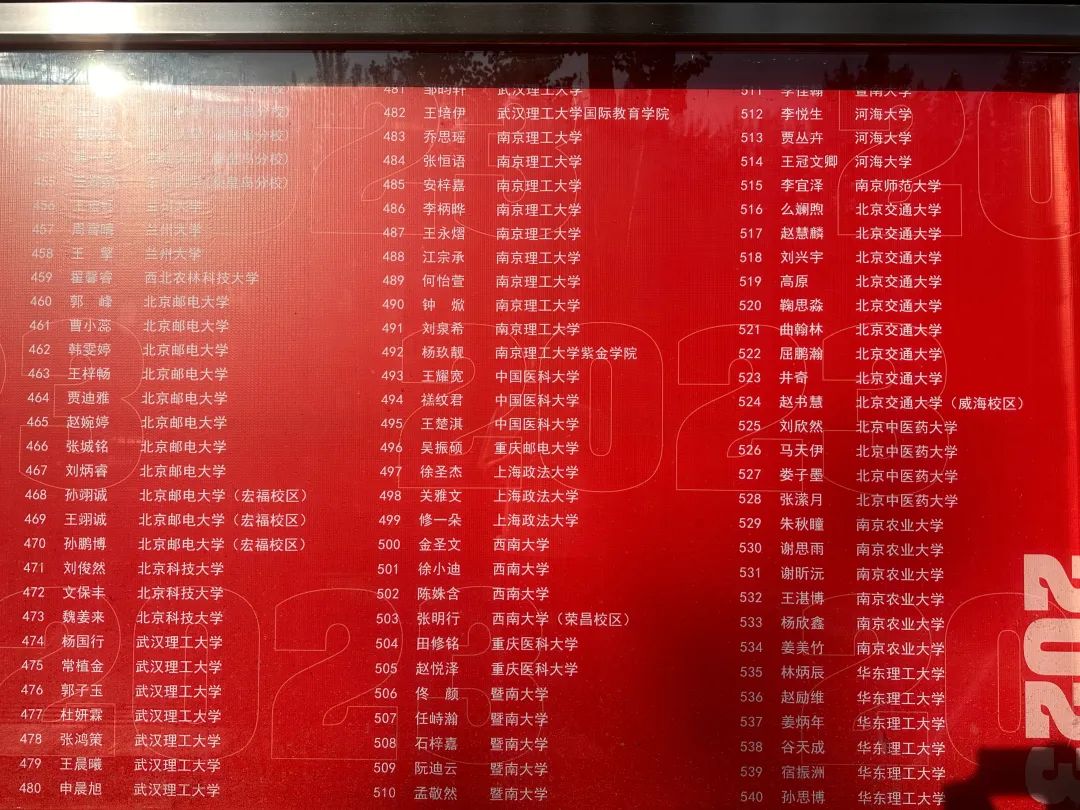 456
457 周
458 王 擎 兰州大学
459 翟馨睿 西北农林科技大学
460 郭 峰 北京邮电大学
461 曹小蕊 北京邮电大学
462 韩雯婷 北京邮电大学
463 王梓畅 北京邮电大学
464 贾迪雅 北京邮电大学
465 赵婉婷 北京邮电大学
466 张城铭 北京邮电大学
467 刘炳睿 北京邮电大学
468 孙翊诚 北京邮电大学（宏福校区）
469 王翊诚 北京邮电大学（宏福校区）
470 孙鹏博 北京邮电大学（宏福校区）
471 刘俊然 北京科技大学
472 文保丰 北京科技大学
473 魏姜来 北京科技大学
474 杨国行 武汉理工大学
475 常植金 武汉理工大学
476 郭子玉 武汉理工大学
477 杜妍霖 武汉理工大学
478 张鸿策 武汉理工大学
479 王晨曦 武汉理工大学
480 申晨旭 武汉理工大学
481 邹昀轩 武汉理工大学
482 王培伊 武汉理工大学国际教育学院
483 乔思瑶 南京理工大学
484 张恒语 南京理工大学
485 安梓嘉 南京理工大学
486 李柄晔 南京理工大学
487 王永熠 南京理工大学
488 江宗承 南京理工大学
489 何怡萱 南京理工大学
490 钟 焮 南京理工大学
491 刘泉希 南京理工大学
492 杨玖靓 南京理工大学紫金学院
493 王耀宽 中国医科大学
494 禚纹君 中国医科大学
495 王楚淇 中国医科大学
496 吴振硕 重庆邮电大学
497 徐圣杰 上海政法大学
498 关雅文 上海政法大学
499 修一朵 上海政法大学
500 金圣文 西南大学
501 徐小迪 西南大学
502 陈姝含 西南大学
503 张明行 西南大学（荣昌校区）
504 田修铭 重庆医科大学
505 赵悦泽 重庆医科大学
506 佟 颜 暨南大学
507 任峙瀚 暨南大学
508 石梓嘉 暨南大学
509 阮迪云 暨南大学
510 孟敬然 暨南大学
511 李佳翰 暨南大学
512 李悦生 河海大学
513 贾丛卉 河海大学
514 王冠文卿 河海大学
515 李宜泽 南京师范大学
516 么斓煦 北京交通大学
517 赵慧麟 北京交通大学
518 刘兴宇 北京交通大学
519 高原 北京交通大学
520 鞠思淼 北京交通大学
521 曲翰林 北京交通大学
522 屈鹏瀚 北京交通大学
523 井奇 北京交通大学
524 赵书慧 北京交通大学（威海校区）
525 刘欣然 北京中医药大学
526 马天伊 北京中医药大学
527 娄子墨 北京中医药大学
528 张潆月 北京中医药大学
529 朱秋瞳 南京农业大学
530 谢思雨 南京农业大学
531 谢昕沅 南京农业大学
532 王湛博 南京农业大学
533 杨欣鑫 南京农业大学
534 姜美竹 南京农业大学
535 林炳辰 华东理工大学
536 赵励维 华东理工大学
537 姜炳年 华东理工大学
538 谷天成 华东理工大学
539 宿振洲 华东理工大学
540 孙思博 华东理工大学
2023